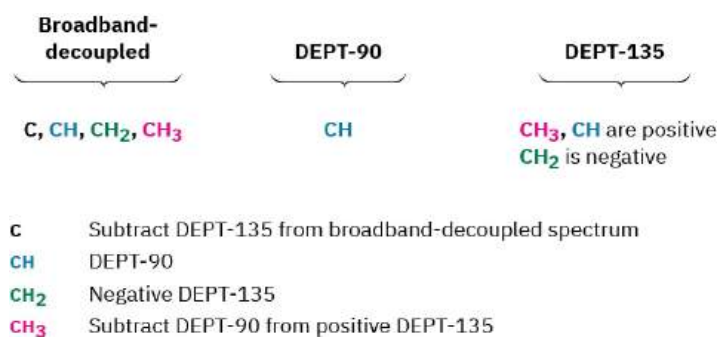 Broadband-
decoupled
DEPT-90
DEPT-135
C, CH, CH₂, CH₃
CH
CH₃, CH are positive
CH₂ is negative
C Subtract DEPT-135 from broadband-decoupled spectrum
CH DEPT-90
CH₂ Negative DEPT-135
CH₃ Subtract DEPT-90 from positive DEPT-135